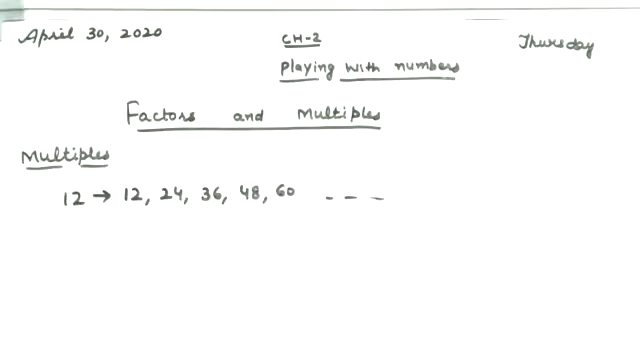 April 30, 2020 CH-2 Thursday
Playing with numbers
Factors and Multiples
Multiples
12 → 12, 24, 36, 48, 60 - - -